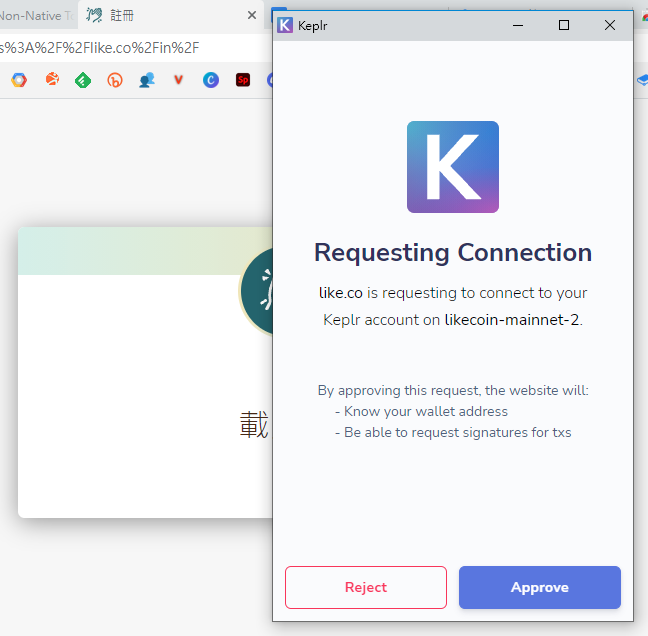 Non-Native T
註冊
Keplr
s%3A%2F%2Flike.co%2Fin%2F
Sp
K
Requesting Connection
like.co is requesting to connect to your
Keplr account on likecoin-mainnet-2.
載
By approving this request, the website will:
- Know your wallet address
- Be able to request signatures for txs
Reject
Approve